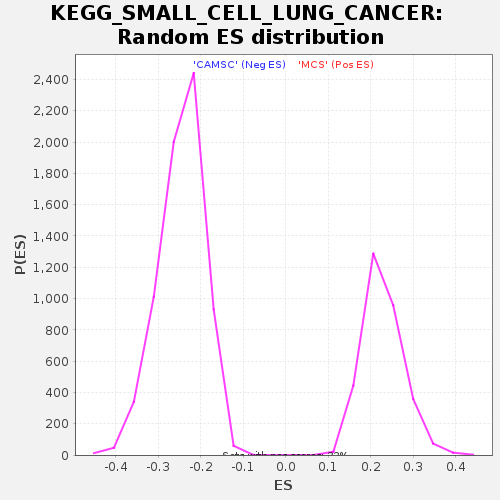 KEGG_SMALL_CELL_LUNG_CANCER:
Random ES distribution
'CAMSC' (Neg ES) 'MCS' (Pos ES)
2,400
2,200
2,000
1,800
1,600
1,400
1,200
1,000
800
600
400
200
0
P(ES)
-0.4 -0.3 -0.2 -0.1 0.0 0.1 0.2 0.3 0.4
ES